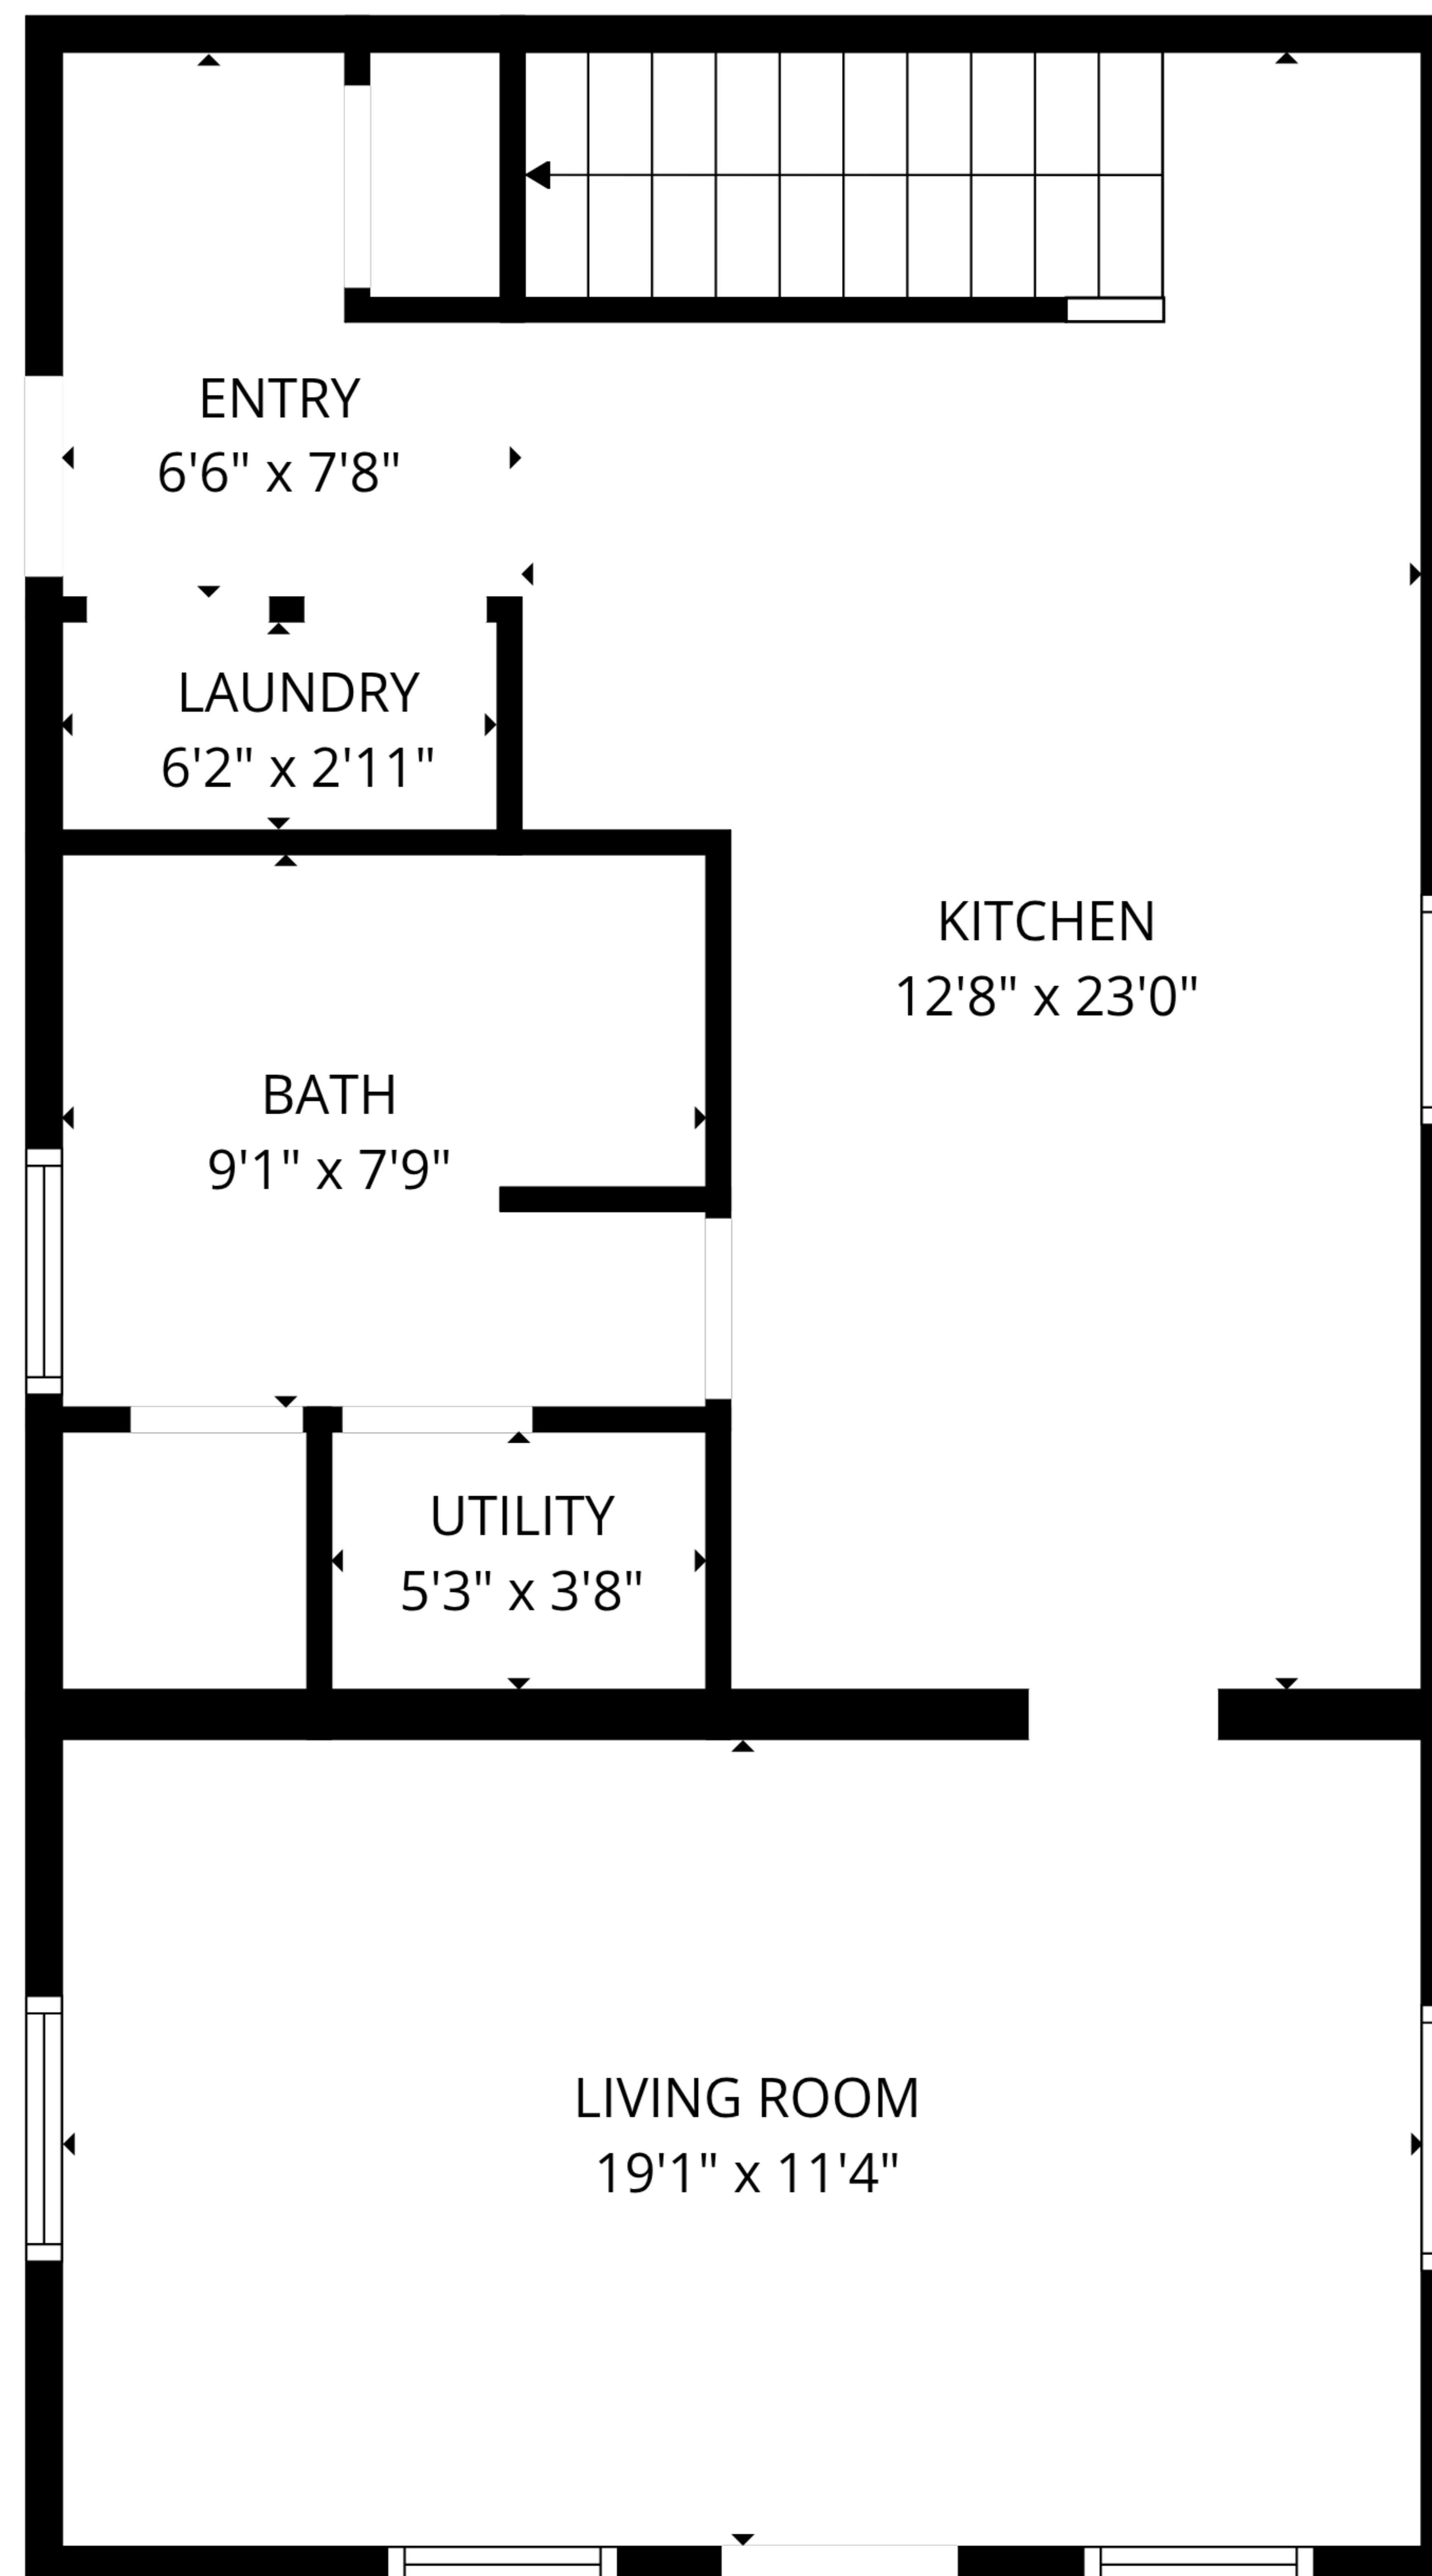 ENTRY
6'6" x 7'8"
LAUNDRY
6'2" x 2'11"
KITCHEN
12'8" x 23'0"
BATH
9'1" x 7'9"
UTILITY
5'3" x 3'8"
LIVING ROOM
19'1" x 11'4"